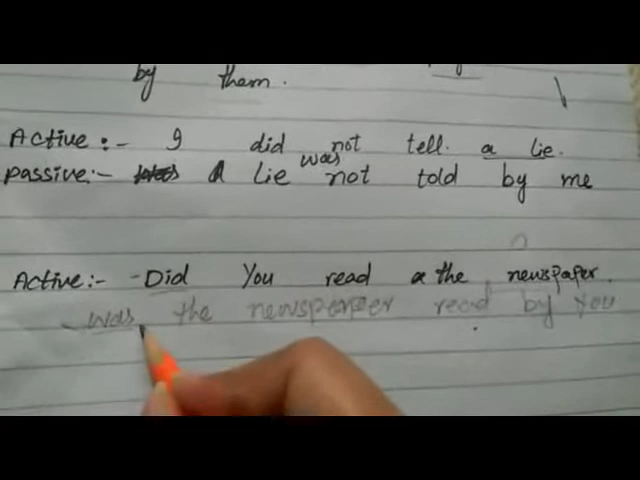 by them.
Active:- I did not tell. a lie.
passive:- A lie was not told by me
Active:- -Did You read the newspaper.
was the read by You